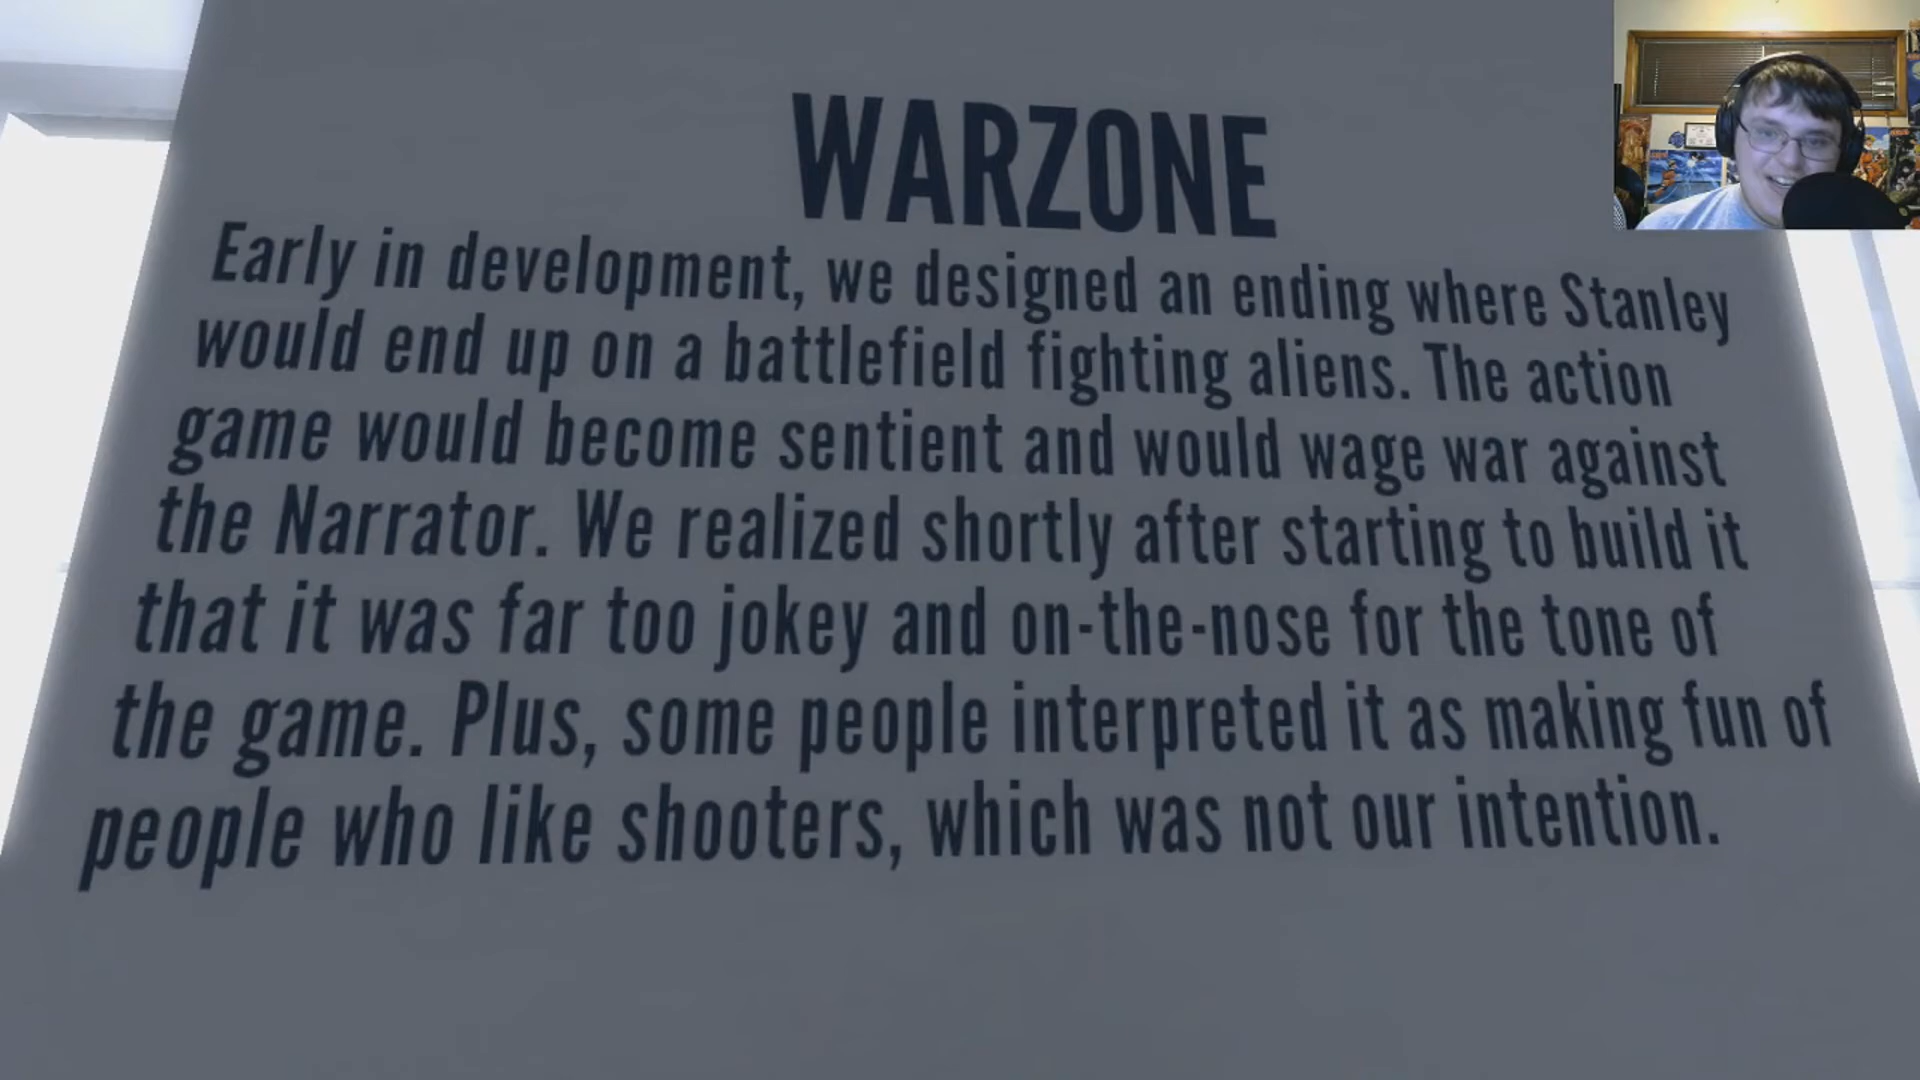 WARZONE
Early in development, we designed an ending where Stanley
would end up on a battlefield fighting aliens. The action
game would become sentient and would wage war against
the Narrator. We realized shortly after starting to build it
that it was far too jokey and on-the-nose for the tone of
the game. Plus, some people interpreted it as making fun of
people who like shooters, which was not our intention.